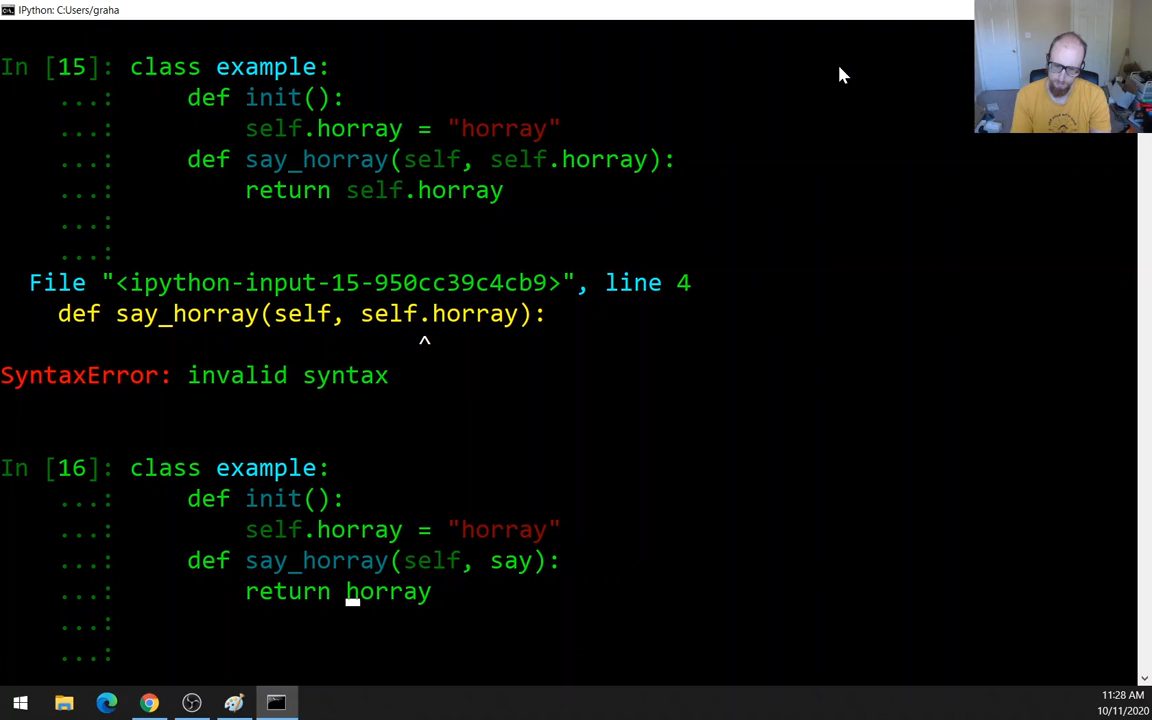 IPython: C:Users/graha
In [15]: class example:
...: def init():
...: self.horray = "horray"
...: def say_horray(self, self.horray):
...: return self.horray
...:
...:
File "<ipython-input-15-950cc39c4cb9>", line 4
def say_horray(self, self.horray):
^
SyntaxError: invalid syntax
In [16]: class example:
...: def init():
...: self.horray = "horray"
...: def say_horray(self, say):
...: return horray
...:
...:
11:28 AM
10/11/2020